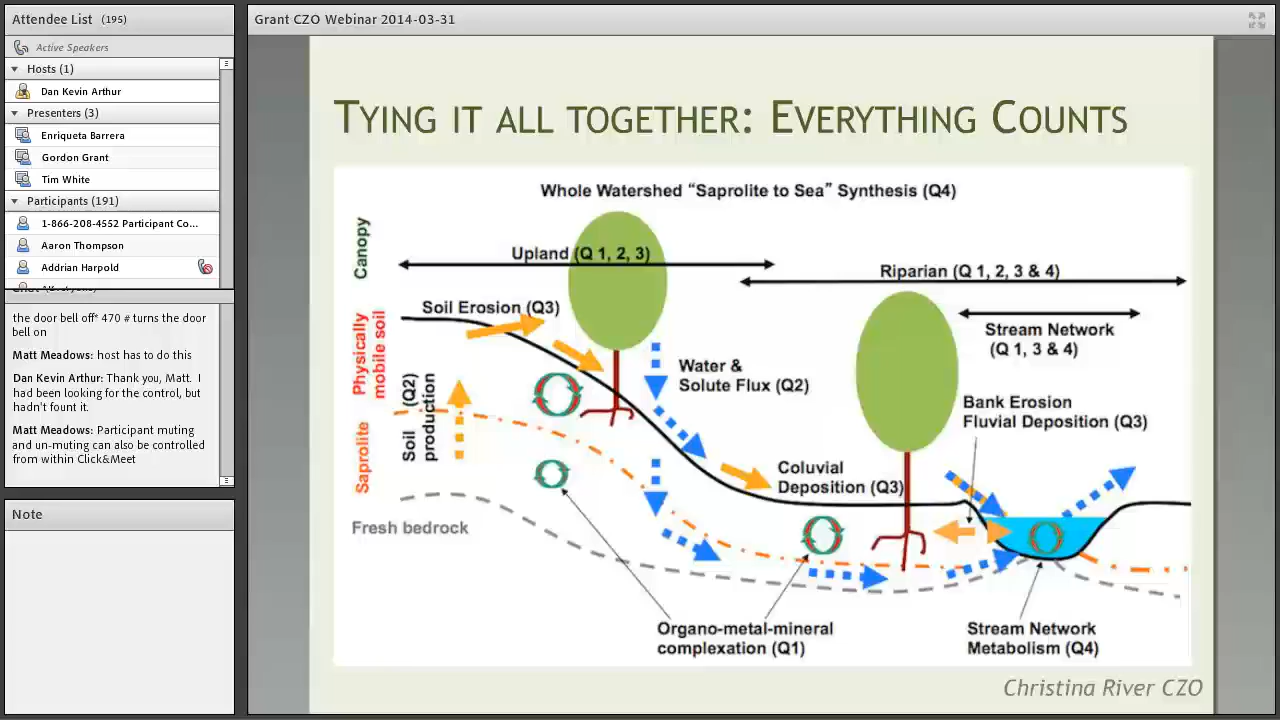 Attendee List (195)
Active Speakers
Hosts (1)
Dan Kevin Arthur
Presenters (3)
Enriqueta Barrera
Gordon Grant
Tim White
Participants (191)
1-866-208-4552 Participant Co...
Aaron Thompson
Addrian Harpold
the door bell off* 470 # turns the door
bell on
Matt Meadows: host has to do this
Dan Kevin Arthur: Thank you, Matt. I
had been looking for the control, but
hadn't fount it.
Matt Meadows: Participant muting
and un-muting can also be controlled
from within Click&Meet
Note
Grant CZO Webinar 2014-03-31
Tying it all together: Everything Counts
Whole Watershed “Saprolite to Sea” Synthesis (Q4)
Canopy
Upland (Q 1, 2, 3)
Riparian (Q 1, 2, 3 & 4)
Soil Erosion (Q3)
Stream Network
(Q 1, 3 & 4)
Physically
mobile soil
Water &
Solute Flux (Q2)
Soil (Q2)
production
Bank Erosion
Fluvial Deposition (Q3)
Saprolite
Coluvial
Deposition (Q3)
Fresh bedrock
Organo-metal-mineral
complexation (Q1)
Stream Network
Metabolism (Q4)
Christina River CZO